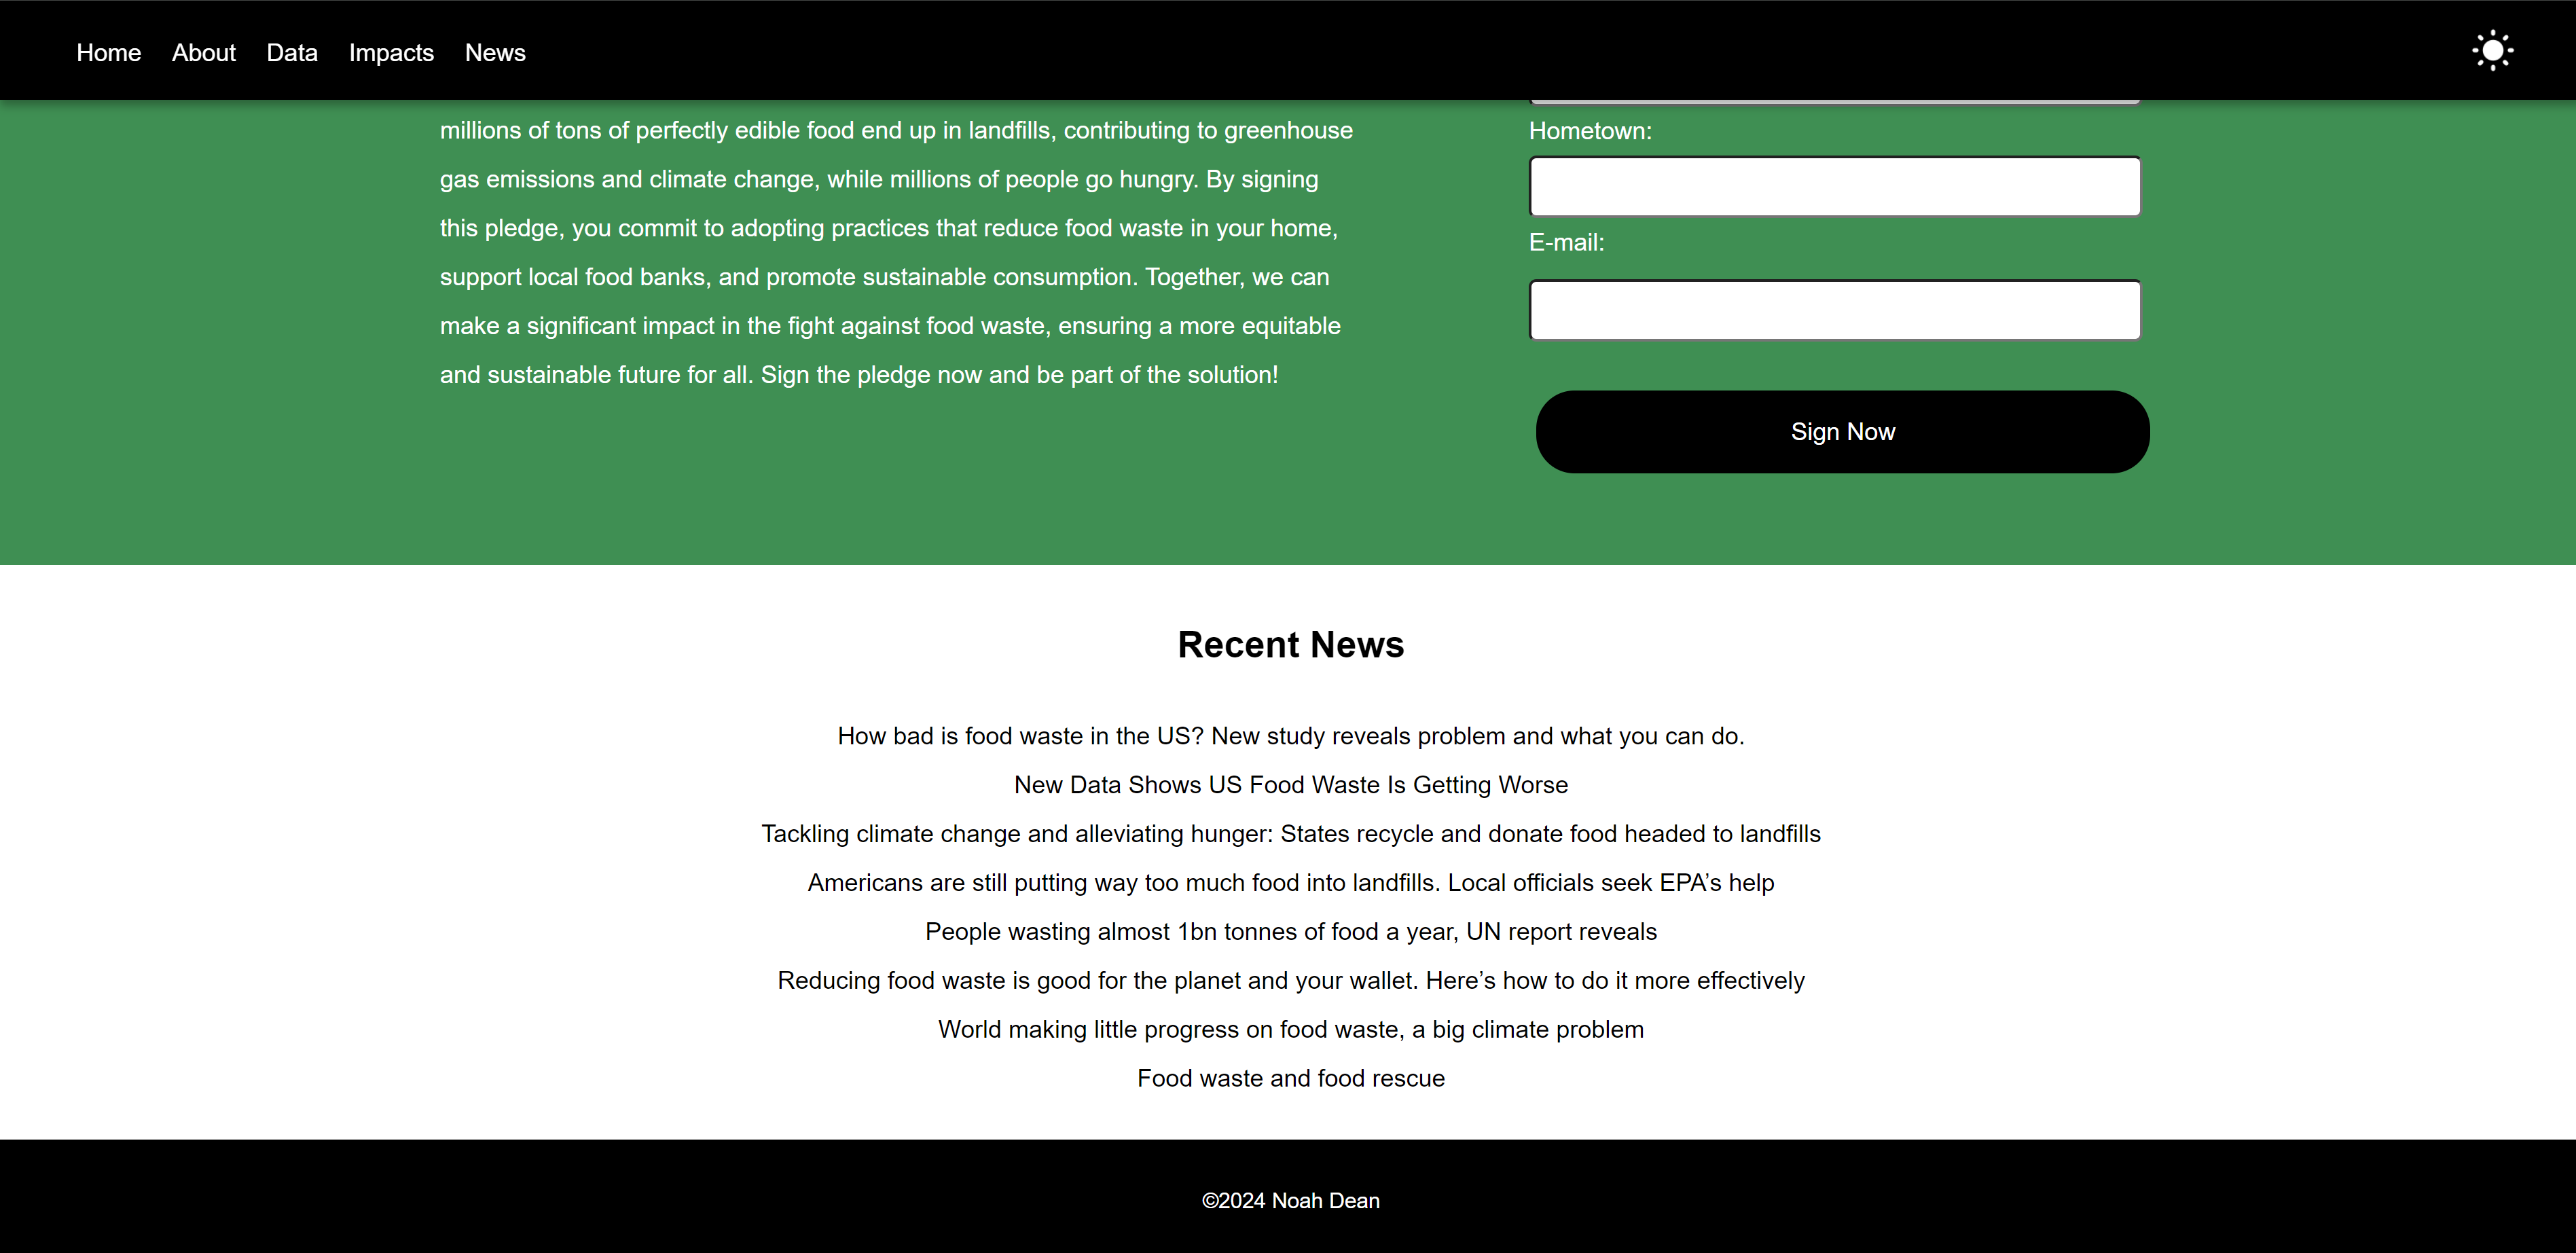 Home About Data Impacts News
millions of tons of perfectly edible food end up in landfills, contributing to greenhouse
gas emissions and climate change, while millions of people go hungry. By signing
this pledge, you commit to adopting practices that reduce food waste in your home,
support local food banks, and promote sustainable consumption. Together, we can
make a significant impact in the fight against food waste, ensuring a more equitable
and sustainable future for all. Sign the pledge now and be part of the solution!
Hometown:
E-mail:
Sign Now
Recent News
How bad is food waste in the US? New study reveals problem and what you can do.
New Data Shows US Food Waste Is Getting Worse
Tackling climate change and alleviating hunger: States recycle and donate food headed to landfills
Americans are still putting way too much food into landfills. Local officials seek EPA’s help
People wasting almost 1bn tonnes of food a year, UN report reveals
Reducing food waste is good for the planet and your wallet. Here’s how to do it more effectively
World making little progress on food waste, a big climate problem
Food waste and food rescue
©2024 Noah Dean